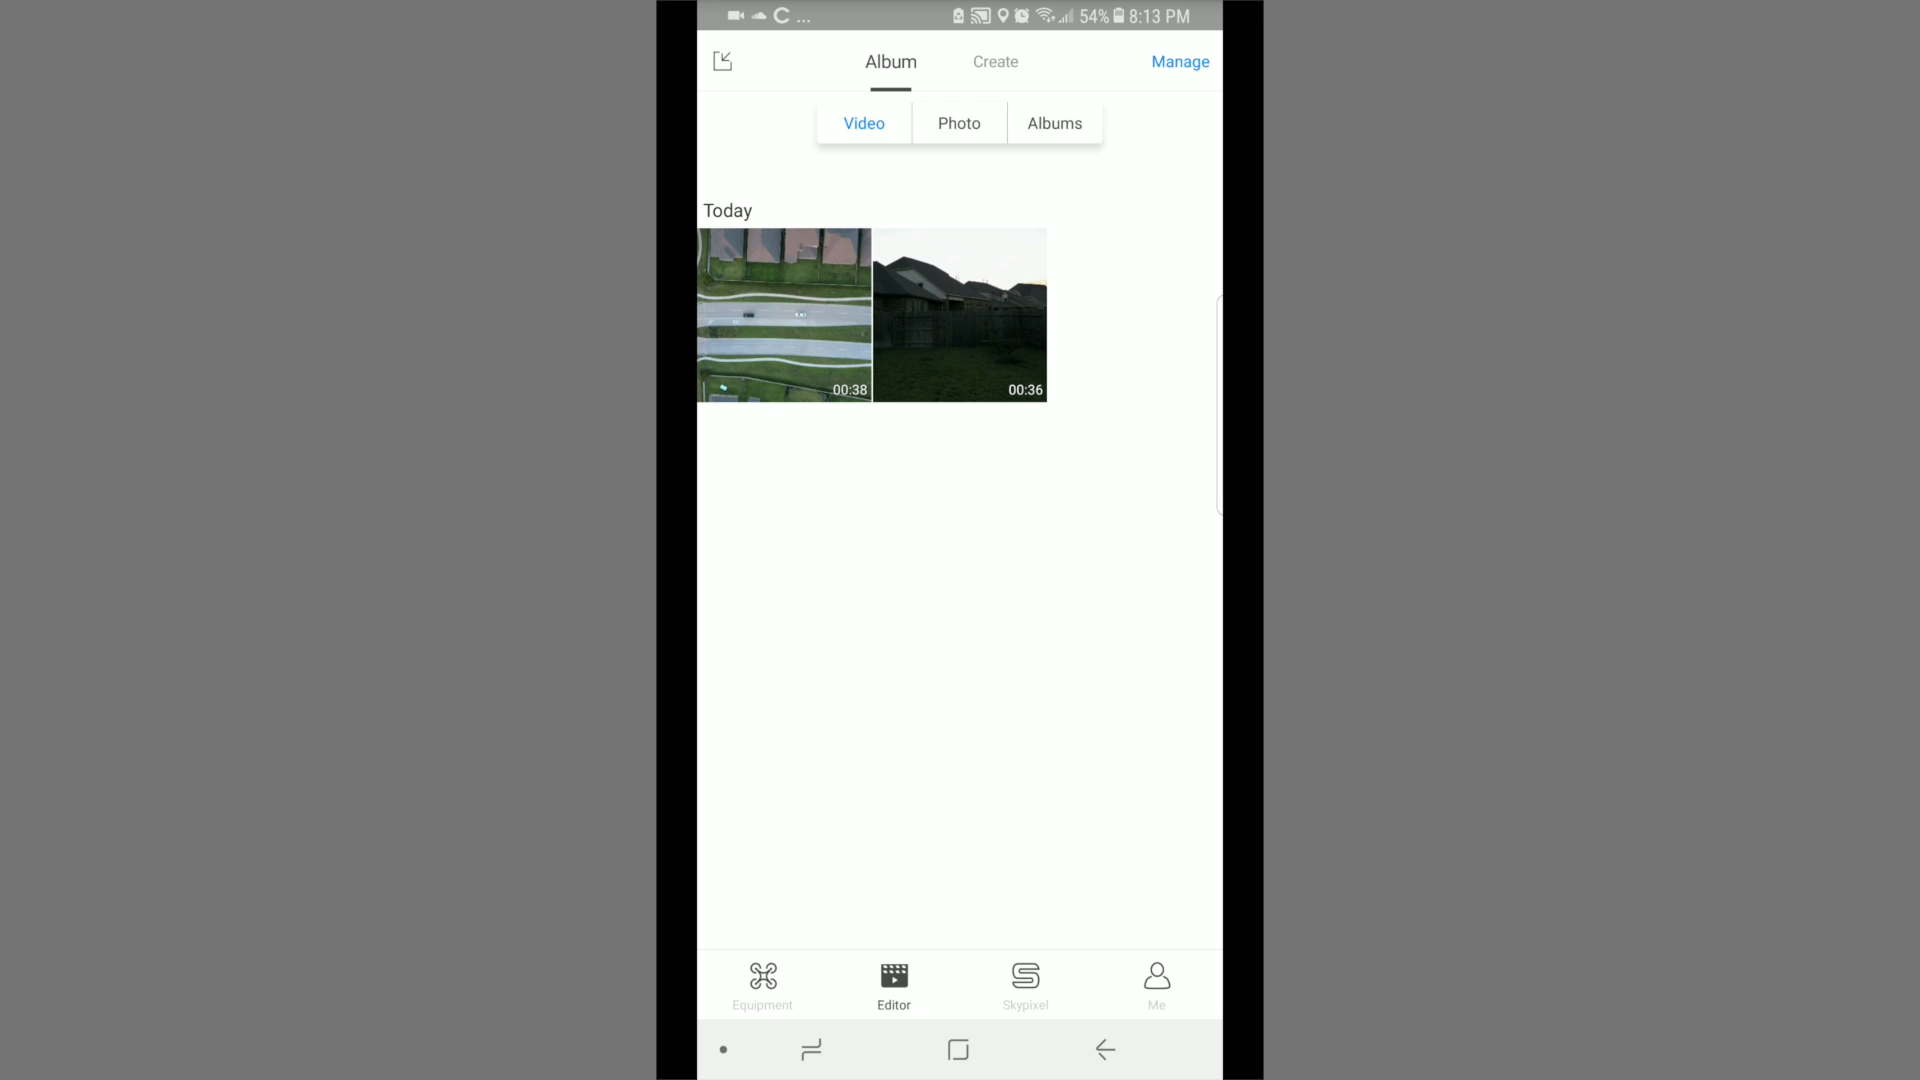 ... 54% 8:13 PM
Album Create Manage
Video Photo Albums
Today
00:38 00:36
Equipment Editor Skypixel Me